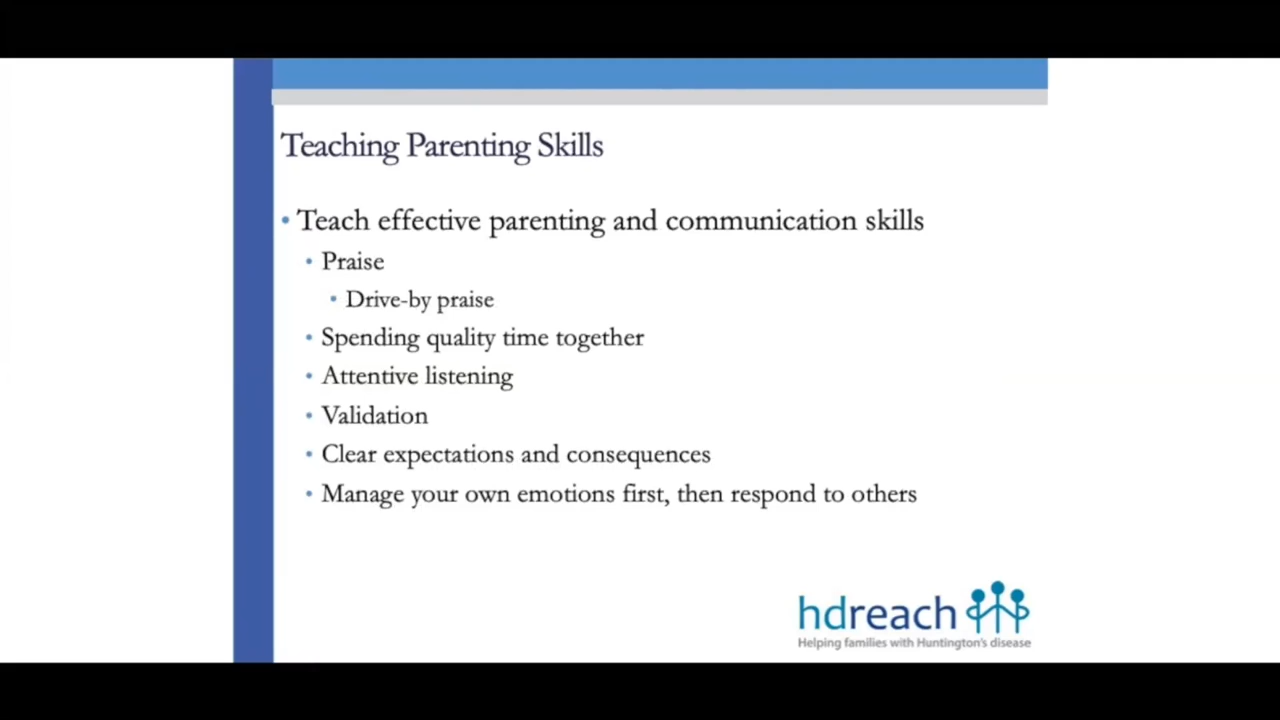 Teaching Parenting Skills
• Teach effective parenting and communication skills
• Praise
• Drive-by praise
• Spending quality time together
• Attentive listening
• Validation
• Clear expectations and consequences
• Manage your own emotions first, then respond to others
hdreach
Helping families with Huntington's disease